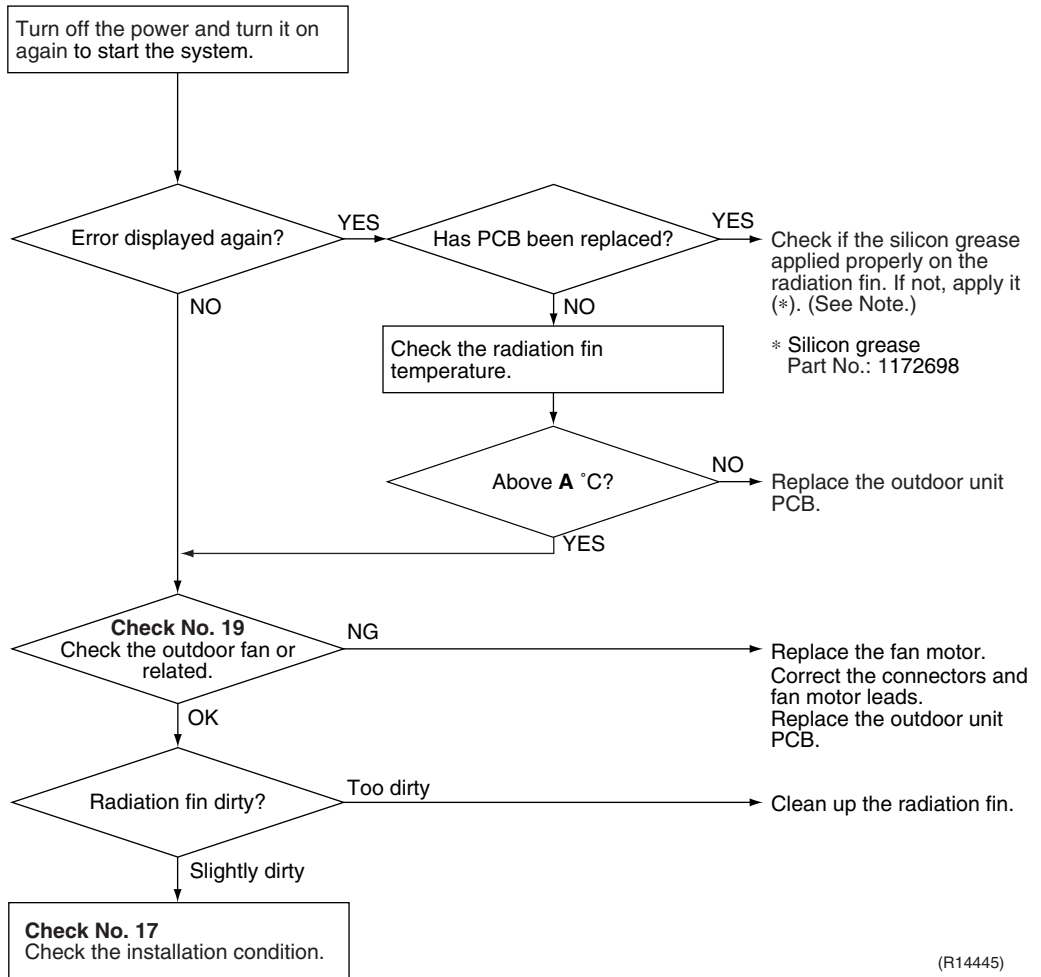 Turn off the power and turn it on
again to start the system.
Error displayed again?
YES
Has PCB been replaced?
YES
Check if the silicon grease
applied properly on the
radiation fin. If not, apply it
(*). (See Note.)
* Silicon grease
Part No.: 1172698
NO
NO
Check the radiation fin
temperature.
Above A ˚C?
NO
Replace the outdoor unit
PCB.
YES
Check No. 19
Check the outdoor fan or
related.
NG
Replace the fan motor.
Correct the connectors and
fan motor leads.
Replace the outdoor unit
PCB.
OK
Radiation fin dirty?
Too dirty
Clean up the radiation fin.
Slightly dirty
Check No. 17
Check the installation condition.
(R14445)